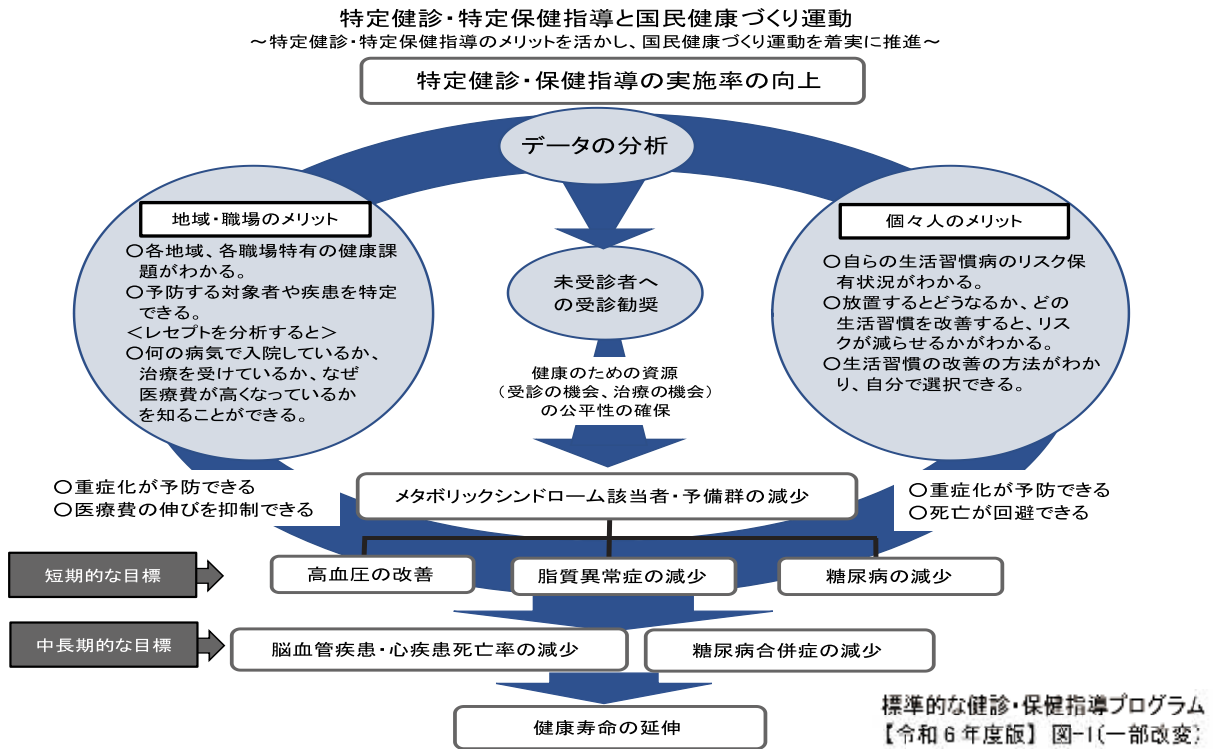 特定健診・特定保健指導と国民健康づくり運動
～特定健診・特定保健指導のメリットを活かし、国民健康づくり運動を着実に推進～
特定健診・保健指導の実施率の向上
データの分析
地域・職場のメリット
〇各地域、各職場特有の健康課
題がわかる。
〇予防する対象者や疾患を特定
できる。
＜レセプトを分析すると＞
〇何の病気で入院しているか、
治療を受けているか、なぜ
医療費が高くなっているか
を知ることができる。
未受診者へ
の受診勧奨
健康のための資源
（受診の機会、治療の機会）
の公平性の確保
個々人のメリット
〇自らの生活習慣病のリスク保
有状況がわかる。
〇放置するとどうなるか、どの
生活習慣を改善すると、リス
クが減らせるかがわかる。
〇生活習慣の改善の方法がわか
り、自分で選択できる。
〇重症化が予防できる
〇医療費の伸びを抑制できる
メタボリックシンドローム該当者・予備群の減少
〇重症化が予防できる
〇死亡が回避できる
短期的な目標
高血圧の改善
脂質異常症の減少
糖尿病の減少
中長期的な目標
脳血管疾患・心疾患死亡率の減少
糖尿病合併症の減少
健康寿命の延伸
標準的な健診・保健指導プログラム
【令和６年度版】 図-1（一部改変）